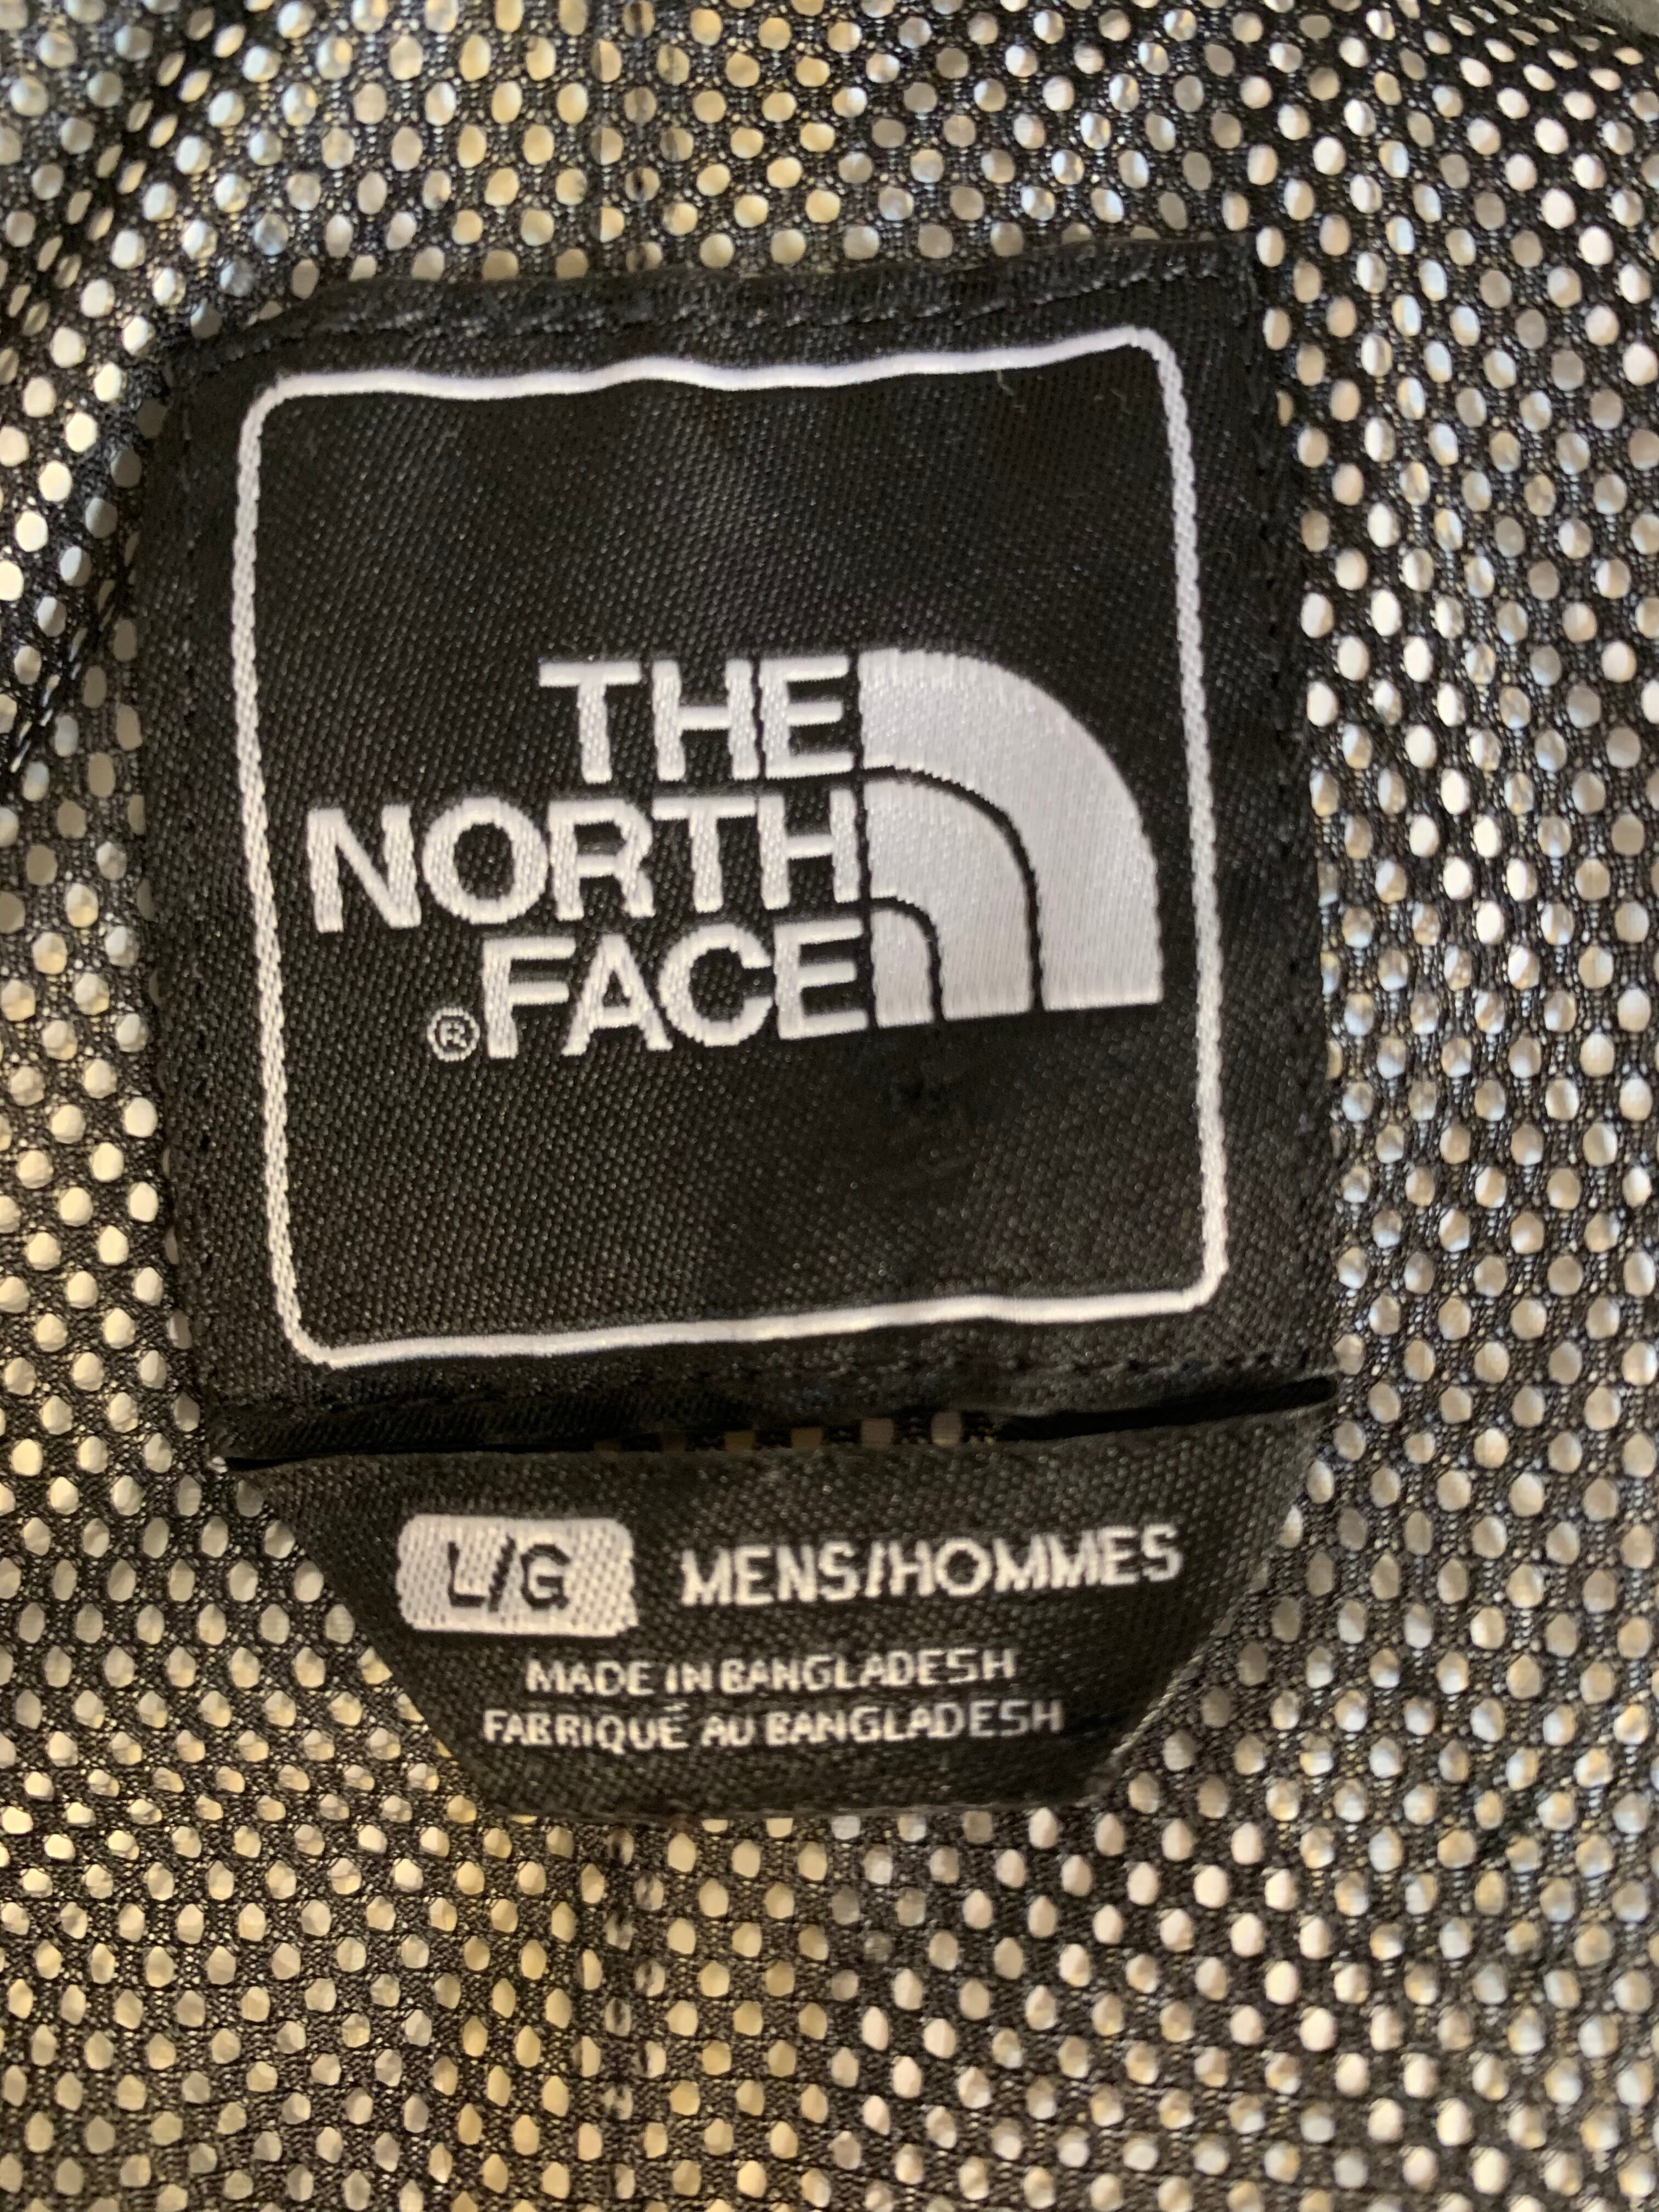 THE
NORTH
FACE
®
L/G MENS/HOMMES
MADE IN BANGLADESH
FABRIQUÉ AU BANGLADESH